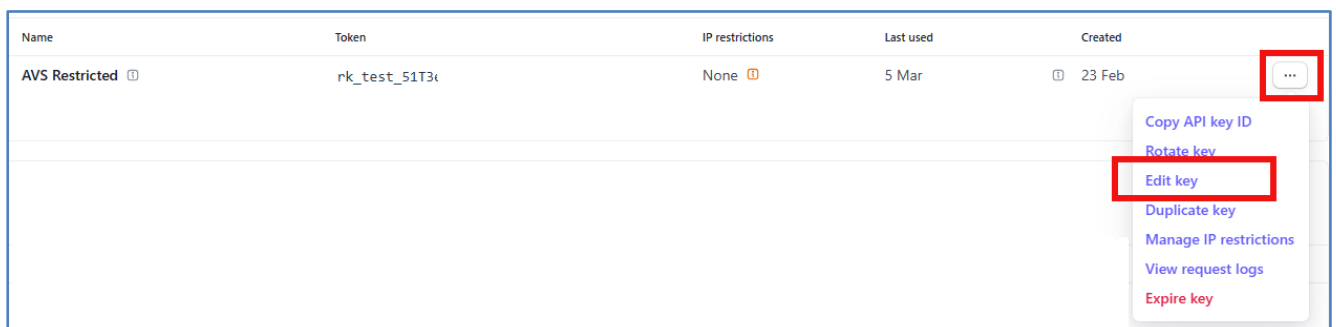 Name Token IP restrictions Last used Created
AVS Restricted rk_test_51T3 None 5 Mar 23 Feb ...
Copy API key ID
Rotate key
Edit key
Duplicate key
Manage IP restrictions
View request logs
Expire key